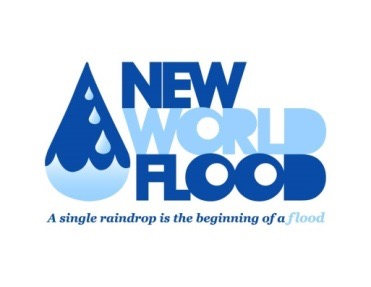 NEW
WORLD
FLOOD
A single raindrop is the beginning of a flood